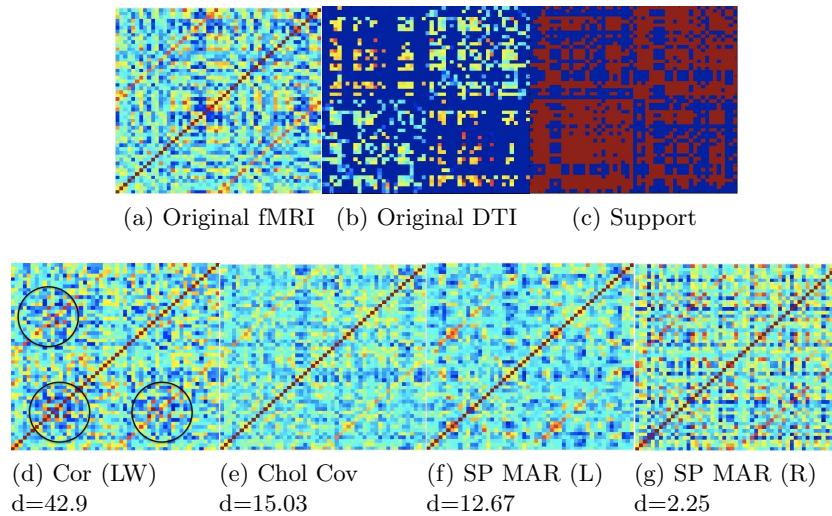 (a) Original fMRI (b) Original DTI (c) Support
(d) Cor (LW) (e) Chol Cov (f) SP MAR (L) (g) SP MAR (R)
d=42.9 d=15.03 d=12.67 d=2.25